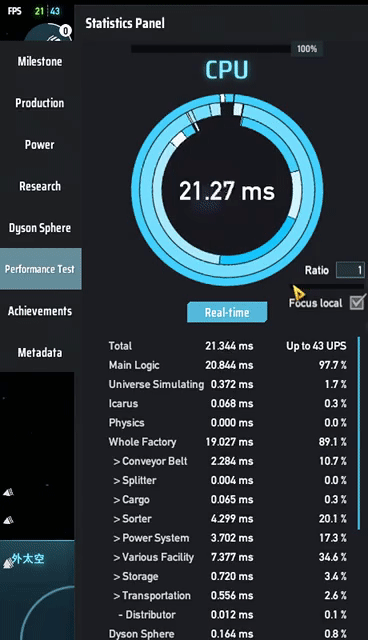 FPS 21 43
0
Statistics Panel
100%
CPU
Milestone
Production
Power
Research
Dyson Sphere
Performance Test
Achievements
Metadata
21.27 ms
Ratio 1
Real-time
Focus local
Total 21.344 ms Up to 43 UPS
Main Logic 20.844 ms 97.7 %
Universe Simulating 0.372 ms 1.7 %
Icarus 0.068 ms 0.3 %
Physics 0.000 ms 0.0 %
Whole Factory 19.027 ms 89.1 %
> Conveyor Belt 2.284 ms 10.7 %
> Splitter 0.004 ms 0.0 %
> Cargo 0.065 ms 0.3 %
> Sorter 4.299 ms 20.1 %
> Power System 3.702 ms 17.3 %
> Various Facility 7.377 ms 34.6 %
> Storage 0.720 ms 3.4 %
> Transportation 0.556 ms 2.6 %
- Distributor 0.012 ms 0.1 %
Dyson Sphere 0.164 ms 0.8 %
外太空